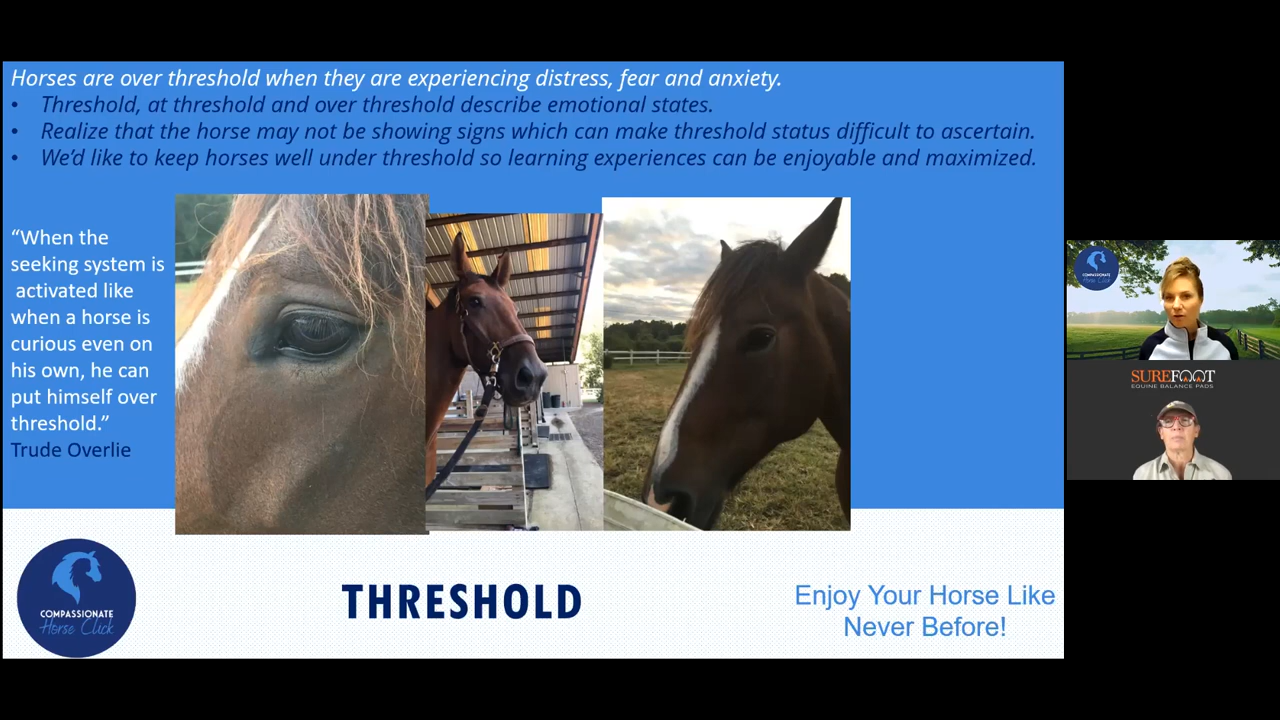 Horses are over threshold when they are experiencing distress, fear and anxiety.
• Threshold, at threshold and over threshold describe emotional states.
• Realize that the horse may not be showing signs which can make threshold status difficult to ascertain.
• We’d like to keep horses well under threshold so learning experiences can be enjoyable and maximized.
“When the
seeking system is
activated like
when a horse is
curious even on
his own, he can
put himself over
threshold.”
Trude Overlie
COMPASSIONATE
Horse Click
THRESHOLD
Enjoy Your Horse Like
Never Before!
COMPASSIONATE
Horse Click
SUREFOOT
EQUINE BALANCE PADS